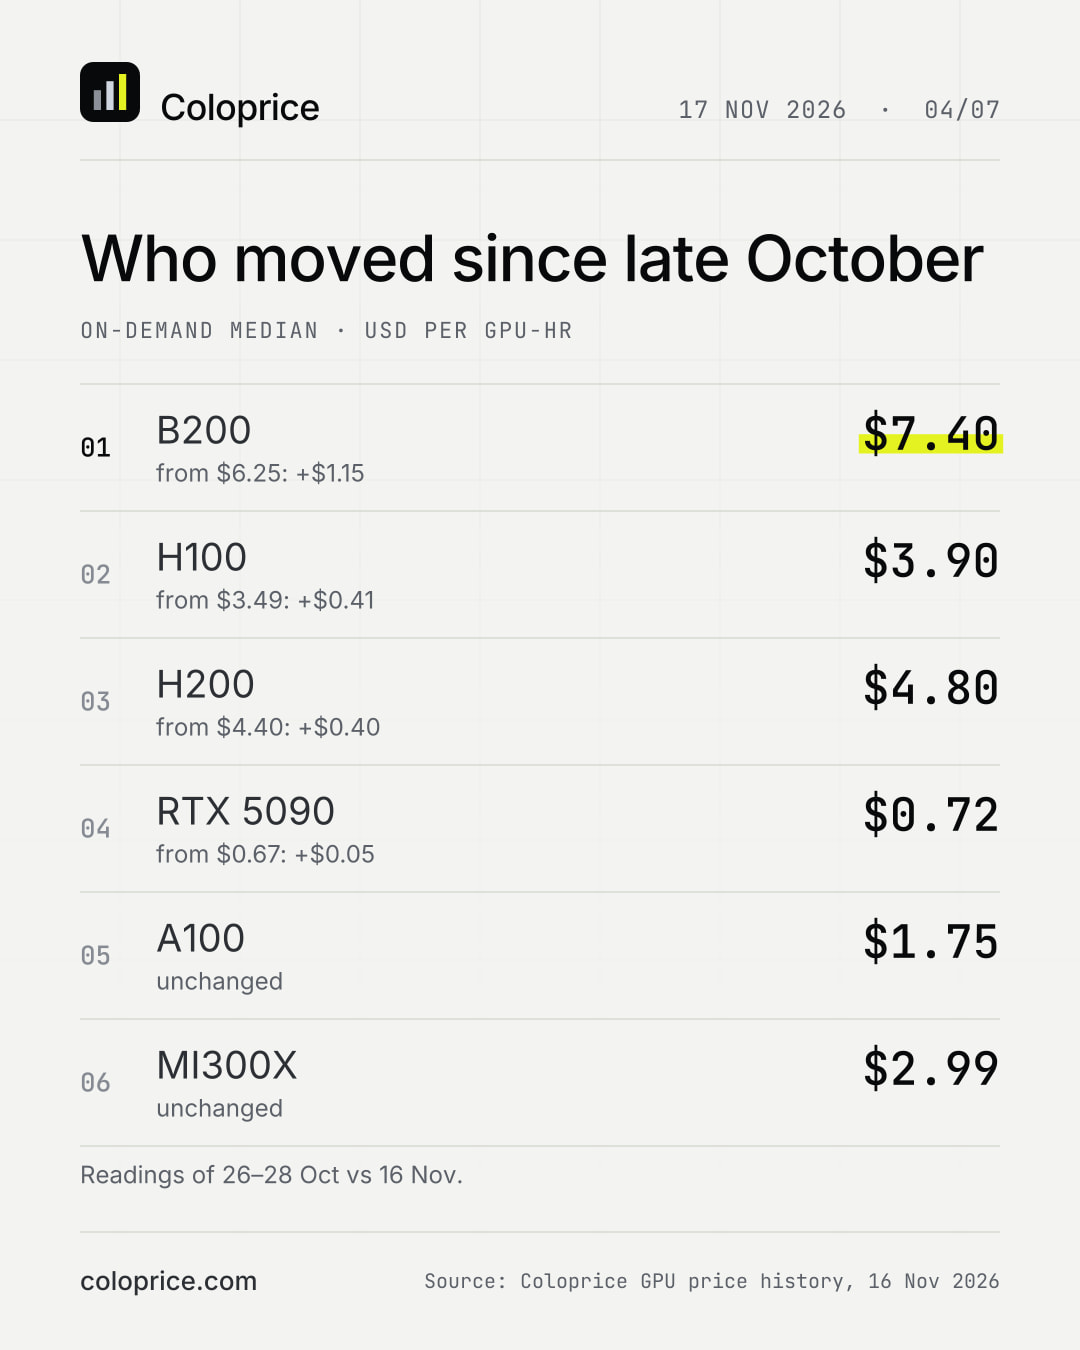 Coloprice
17 NOV 2026 · 04/07
Who moved since late October
ON-DEMAND MEDIAN · USD PER GPU-HR
01
B200
$7.40
from $6.25: +$1.15
02
H100
$3.90
from $3.49: +$0.41
03
H200
$4.80
from $4.40: +$0.40
04
RTX 5090
$0.72
from $0.67: +$0.05
05
A100
$1.75
unchanged
06
MI300X
$2.99
unchanged
Readings of 26–28 Oct vs 16 Nov.
coloprice.com
Source: Coloprice GPU price history, 16 Nov 2026